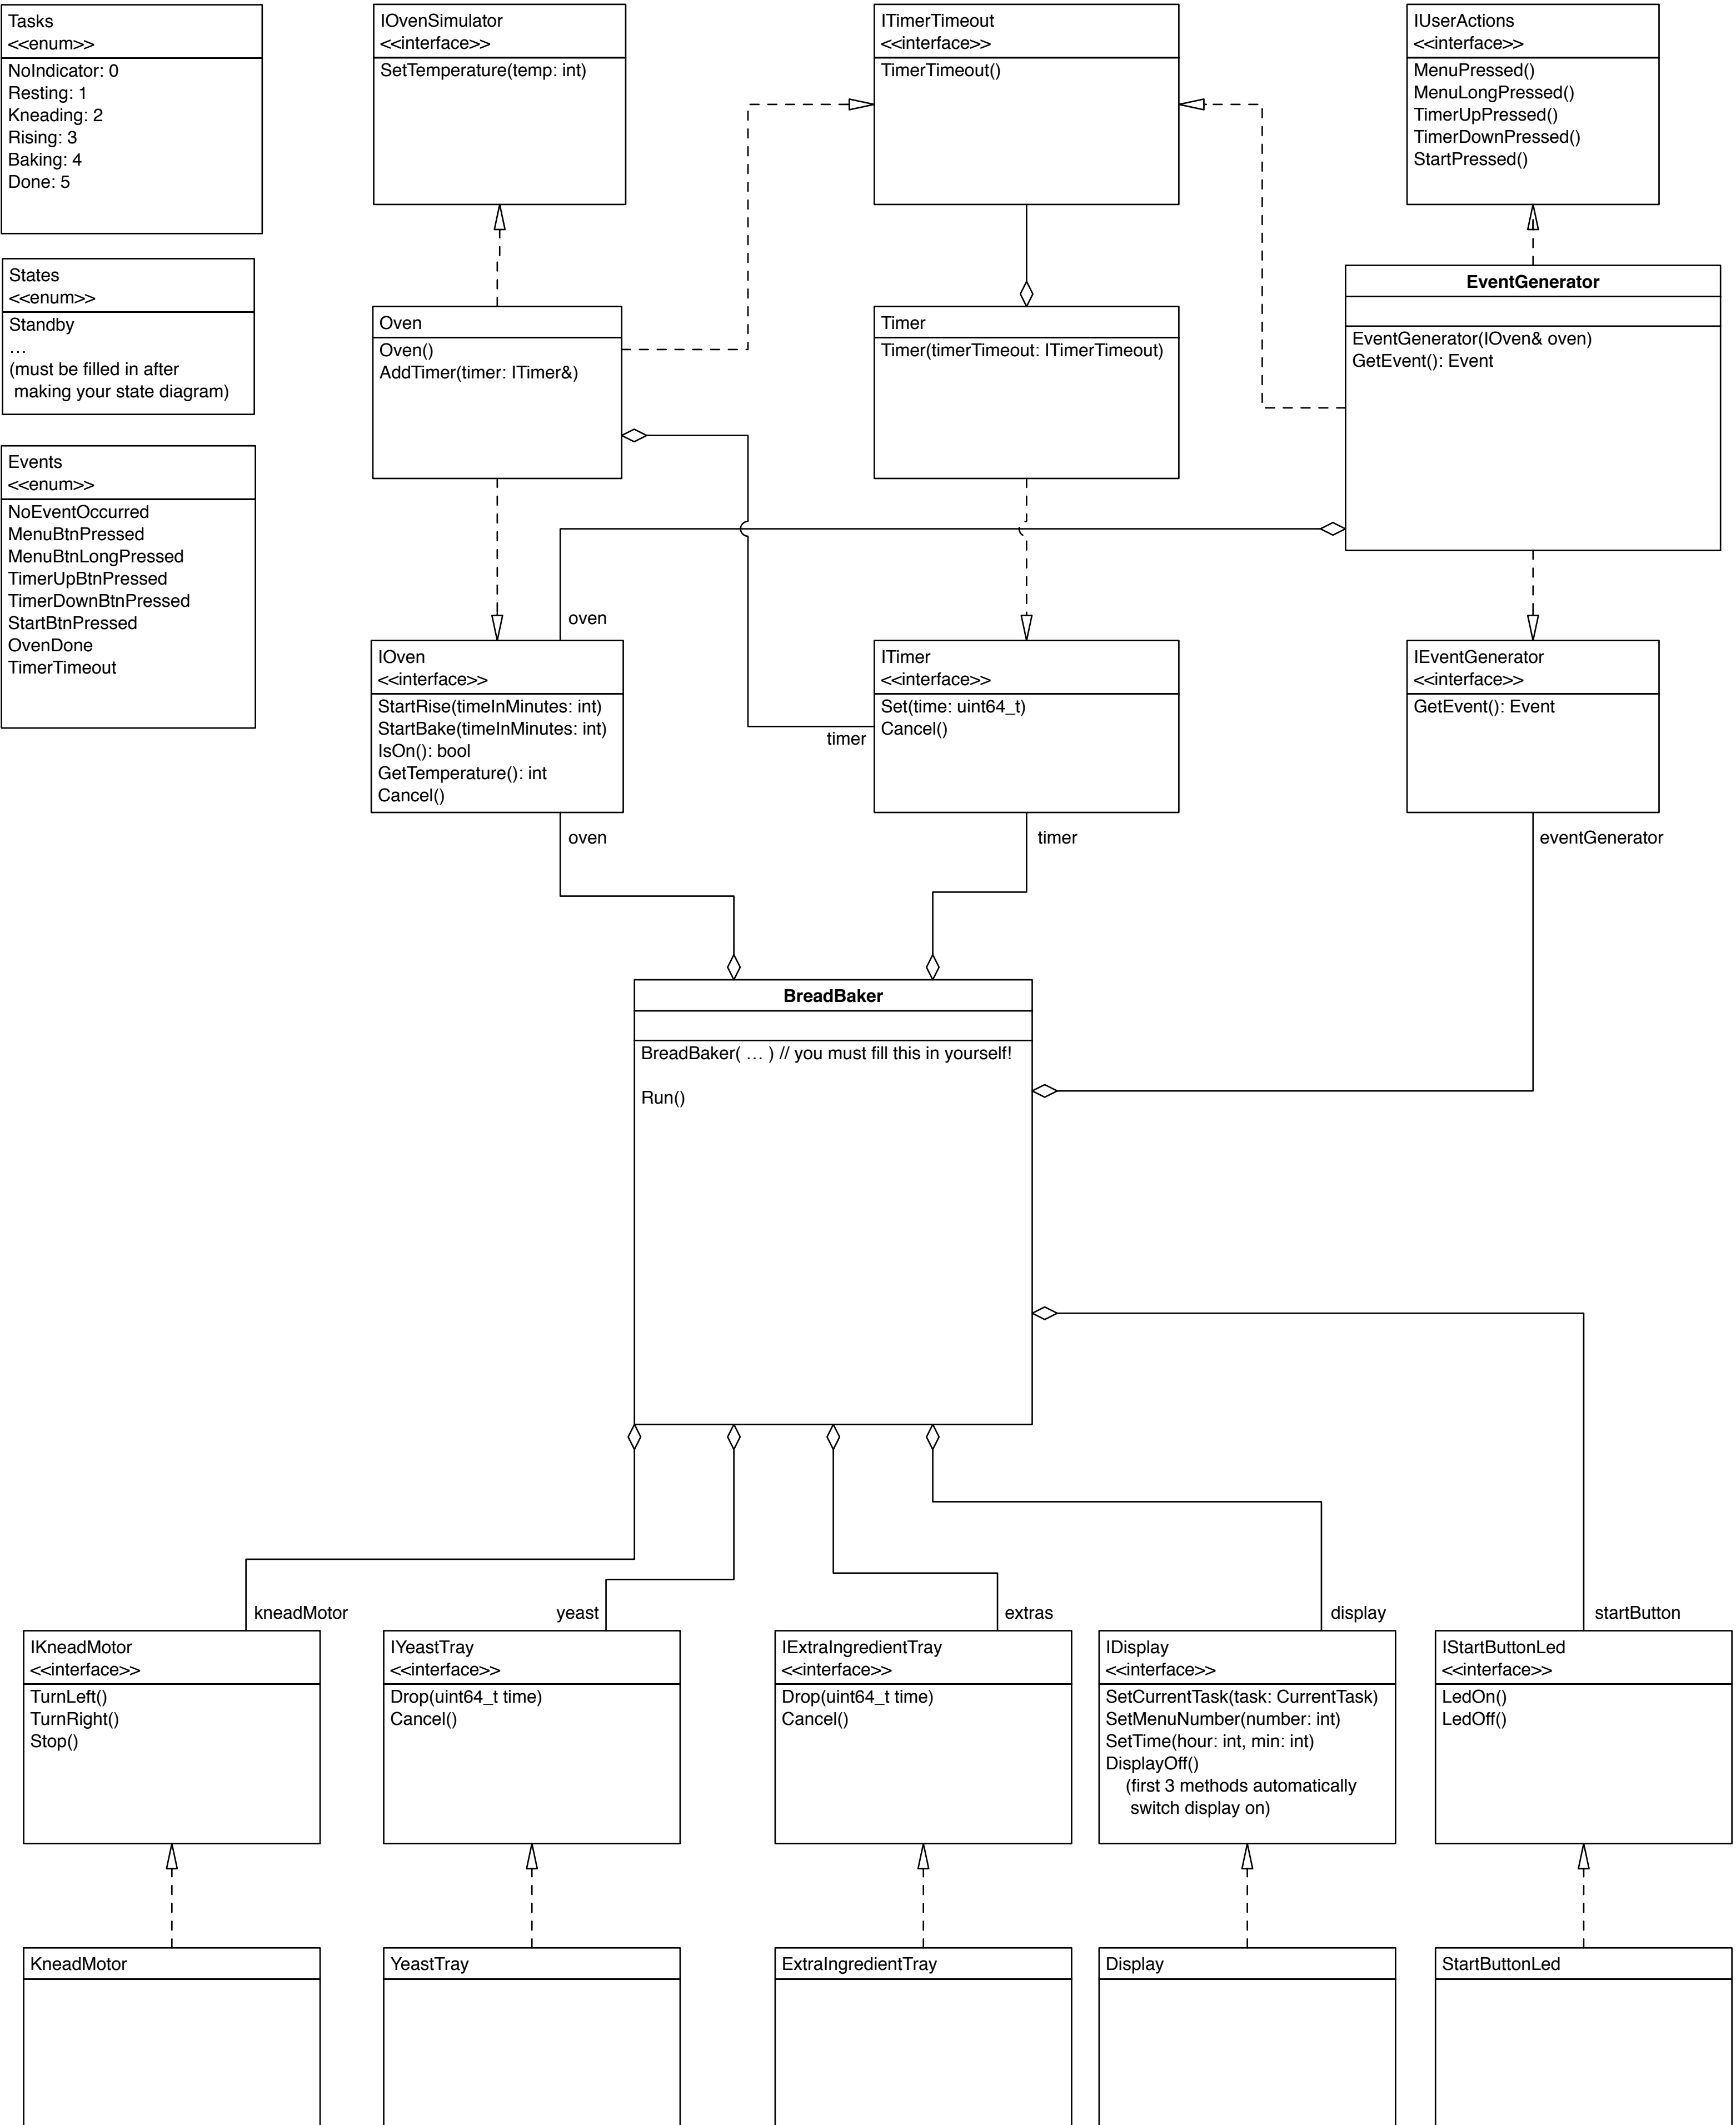 Tasks
<<enum>>
NoIndicator: 0
Resting: 1
Kneading: 2
Rising: 3
Baking: 4
Done: 5
IOvenSimulator
<<interface>>
SetTemperature(temp: int)
ITimerTimeout
<<interface>>
TimerTimeout()
IUserActions
<<interface>>
MenuPressed()
MenuLongPressed()
TimerUpPressed()
TimerDownPressed()
StartPressed()
States
<<enum>>
Standby
…
(must be filled in after
making your state diagram)
Oven
Oven()
AddTimer(timer: ITimer&)
Timer
Timer(timerTimeout: ITimerTimeout)
EventGenerator
EventGenerator(IOven& oven)
GetEvent(): Event
Events
<<enum>>
NoEventOccurred
MenuBtnPressed
MenuBtnLongPressed
TimerUpBtnPressed
TimerDownBtnPressed
StartBtnPressed
OvenDone
TimerTimeout
oven
IOven
<<interface>>
StartRise(timeInMinutes: int)
StartBake(timeInMinutes: int)
IsOn(): bool
GetTemperature(): int
Cancel()
timer
ITimer
<<interface>>
Set(time: uint64_t)
Cancel()
IEventGenerator
<<interface>>
GetEvent(): Event
oven
timer
eventGenerator
BreadBaker
BreadBaker( … ) // you must fill this in yourself!
Run()
kneadMotor
yeast
extras
display
startButton
IKneadMotor
<<interface>>
TurnLeft()
TurnRight()
Stop()
IYeastTray
<<interface>>
Drop(uint64_t time)
Cancel()
IExtraIngredientTray
<<interface>>
Drop(uint64_t time)
Cancel()
IDisplay
<<interface>>
SetCurrentTask(task: CurrentTask)
SetMenuNumber(number: int)
SetTime(hour: int, min: int)
DisplayOff()
(first 3 methods automatically
switch display on)
IStartButtonLed
<<interface>>
LedOn()
LedOff()
KneadMotor
YeastTray
ExtraIngredientTray
Display
StartButtonLed